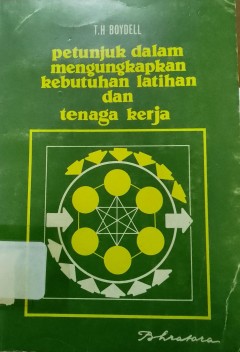 T.H BOYDELL
petunjuk dalam
mengungkapkan
kebutuhan latihan
dan
tenaga kerja
Bhratara